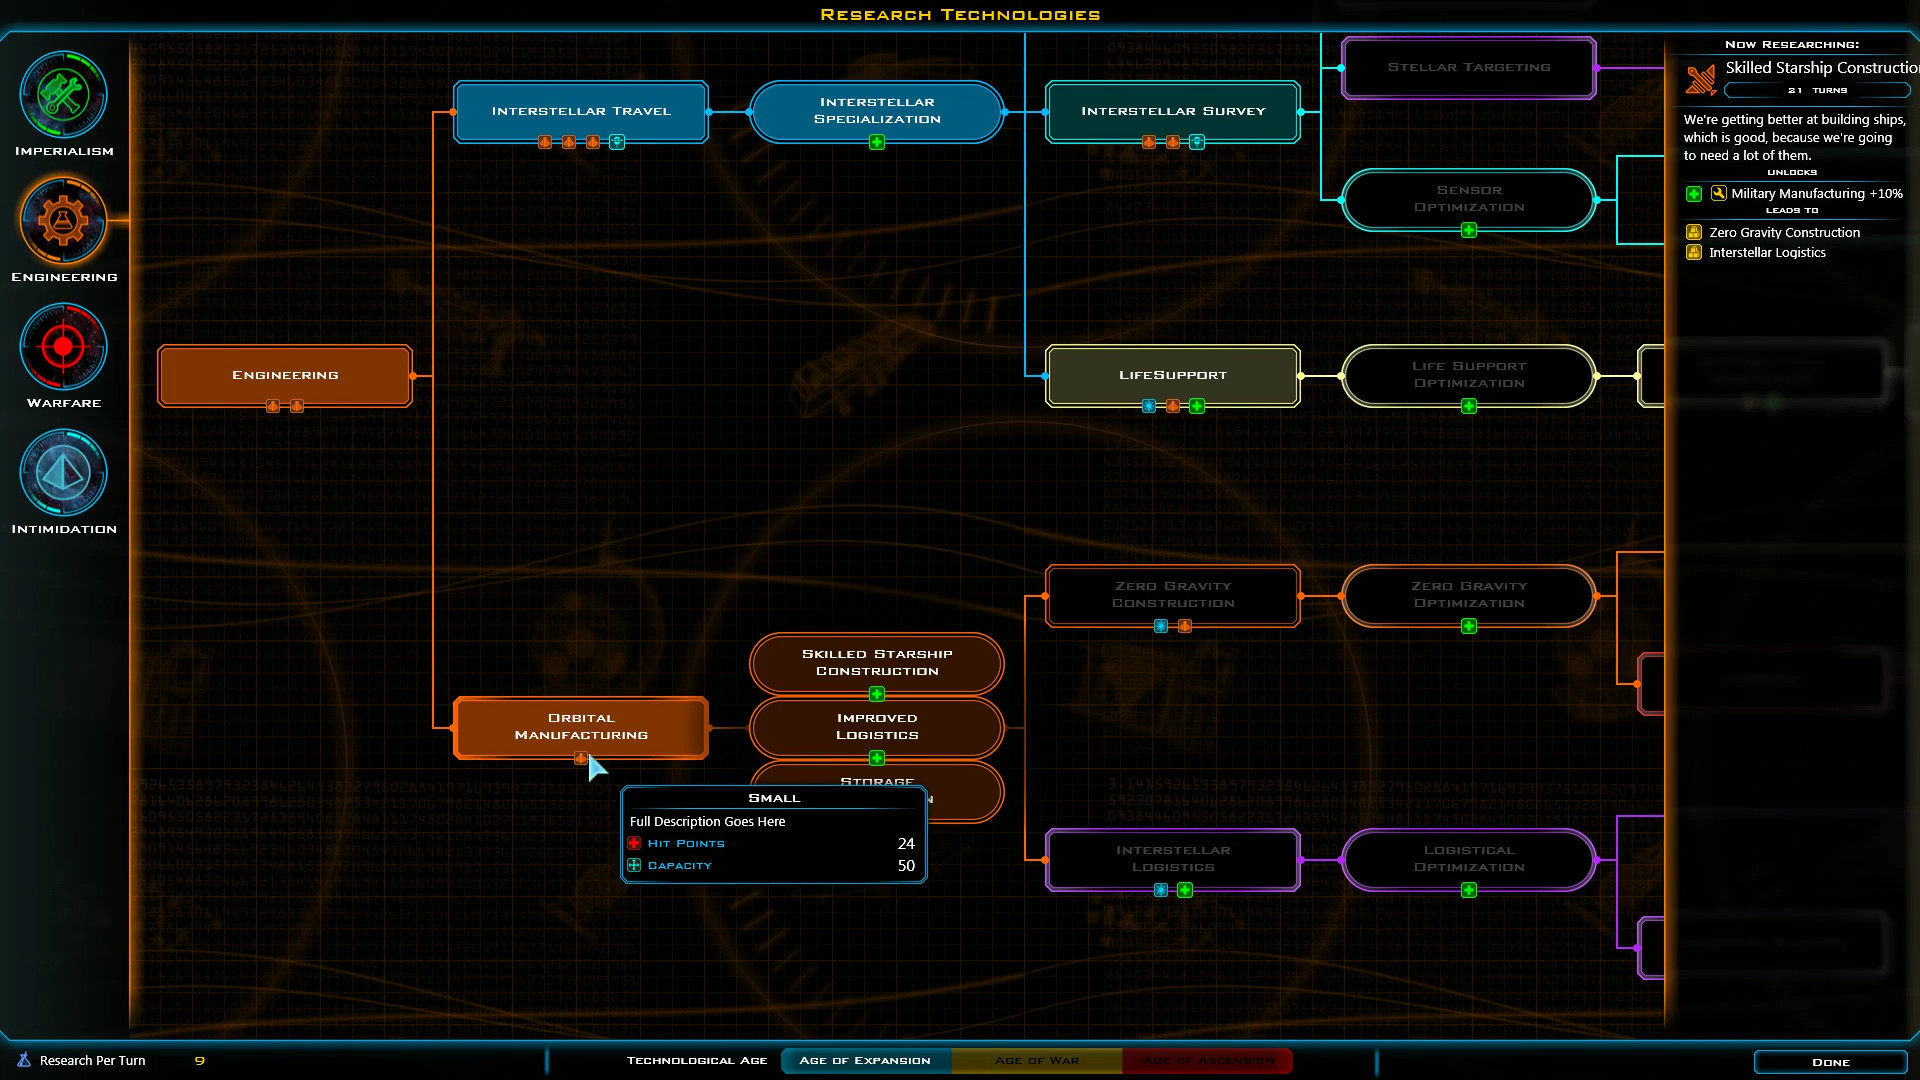 Research Technologies
Imperialism
Engineering
Warfare
Intimidation
Interstellar Travel
Interstellar
Specialization
Interstellar Survey
Stellar Targeting
Sensor
Optimization
Engineering
LifeSupport
Life Support
Optimization
Zero Gravity
Construction
Zero Gravity
Optimization
Skilled Starship
Construction
Orbital
Manufacturing
Improved
Logistics
Storage
Small
Full Description Goes Here
Hit Points 24
Capacity 50
Interstellar
Logistics
Logistical
Optimization
Now Researching:
Skilled Starship Constructio
21 Turns
We're getting better at building ships,
which is good, because we're going
to need a lot of them.
Unlocks
Military Manufacturing +10%
Leads To
Zero Gravity Construction
Interstellar Logistics
Research Per Turn 9
Technological Age
Age of Expansion
Age of War
Age of Ascension
Done